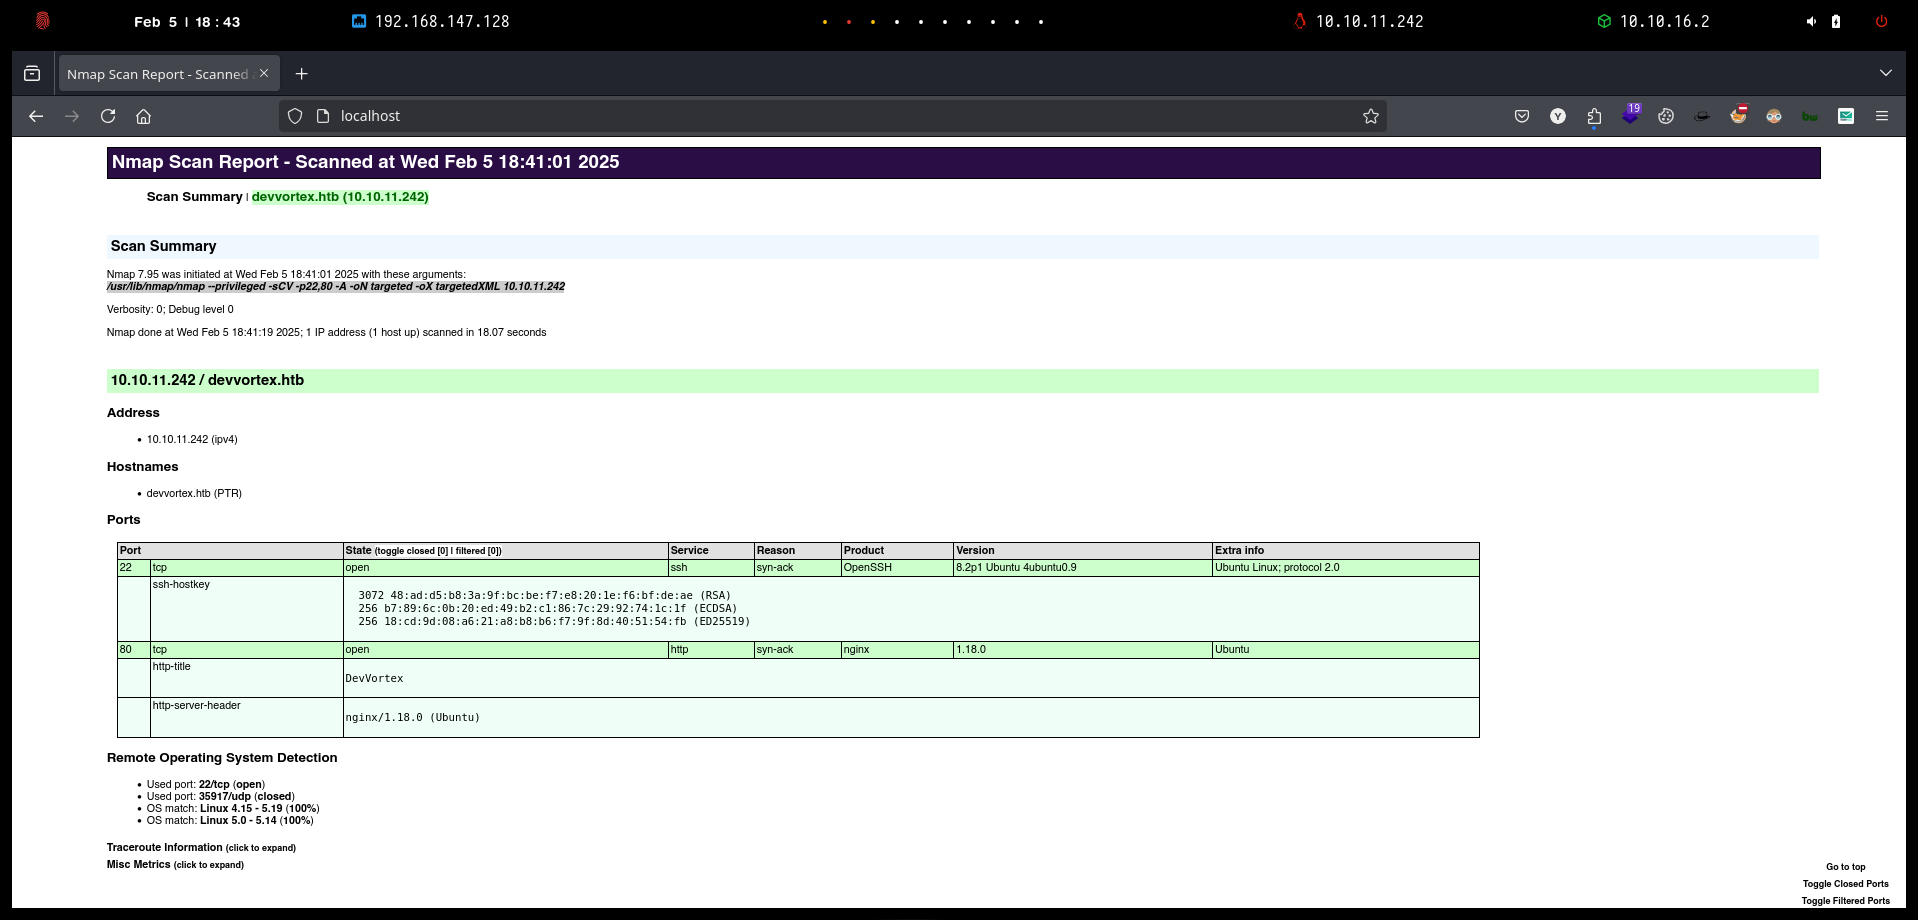 Feb 5 | 18 : 43 192.168.147.128 10.10.11.242 10.10.16.2
Nmap Scan Report - Scanned
localhost
19
Y
bw
Nmap Scan Report - Scanned at Wed Feb 5 18:41:01 2025
Scan Summary | devvortex.htb (10.10.11.242)
Scan Summary
Nmap 7.95 was initiated at Wed Feb 5 18:41:01 2025 with these arguments:
/usr/lib/nmap/nmap --privileged -sCV -p22,80 -A -oN targeted -oX targetedXML 10.10.11.242
Verbosity: 0; Debug level 0
Nmap done at Wed Feb 5 18:41:19 2025; 1 IP address (1 host up) scanned in 18.07 seconds
10.10.11.242 / devvortex.htb
Address
• 10.10.11.242 (ipv4)
Hostnames
• devvortex.htb (PTR)
Ports
Port State (toggle closed [0] | filtered [0]) Service Reason Product Version Extra info
22 tcp open ssh syn-ack OpenSSH 8.2p1 Ubuntu 4ubuntu0.9 Ubuntu Linux; protocol 2.0
ssh-hostkey
3072 48:ad:d5:b8:3a:9f:bc:be:f7:e8:20:1e:f6:bf:de:ae (RSA)
256 b7:89:6c:0b:20:ed:49:b2:c1:86:7c:29:92:74:1c:1f (ECDSA)
256 18:cd:9d:08:a6:21:a8:b8:b6:f7:9f:8d:40:51:54:fb (ED25519)
80 tcp open http syn-ack nginx 1.18.0 Ubuntu
http-title
DevVortex
http-server-header
nginx/1.18.0 (Ubuntu)
Remote Operating System Detection
• Used port: 22/tcp (open)
• Used port: 35917/udp (closed)
• OS match: Linux 4.15 - 5.19 (100%)
• OS match: Linux 5.0 - 5.14 (100%)
Traceroute Information (click to expand)
Misc Metrics (click to expand)
Go to top
Toggle Closed Ports
Toggle Filtered Ports